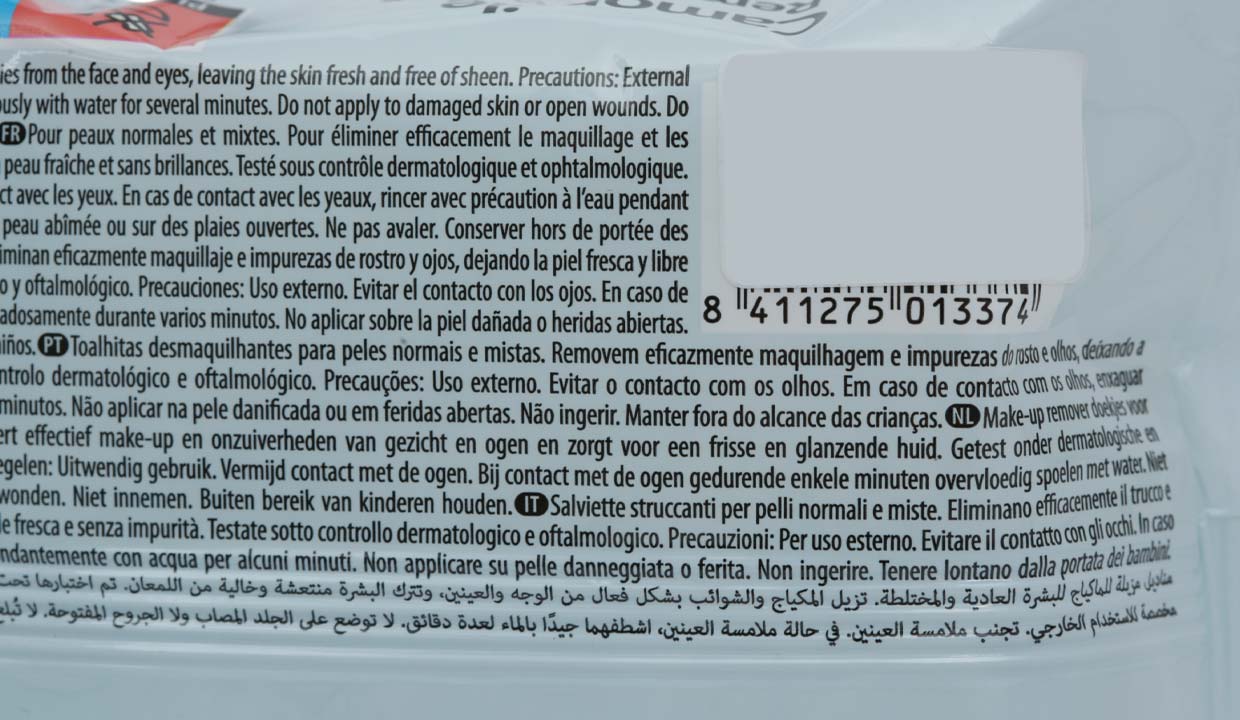 ies from the face and eyes, leaving the skin fresh and free of sheen. Precautions: External
ously with water for several minutes. Do not apply to damaged skin or open wounds. Do
FR Pour peaux normales et mixtes. Pour éliminer efficacement le maquillage et les
peau fraîche et sans brillances. Testé sous contrôle dermatologique et ophtalmologique.
ct avec les yeux. En cas de contact avec les yeaux, rincer avec précaution à l'eau pendant
peau abîmée ou sur des plaies ouvertes. Ne pas avaler. Conserver hors de portée des
iminan eficazmente maquillaje e impurezas de rostro y ojos, dejando la piel fresca y libre
o y oftalmológico. Precauciones: Uso externo. Evitar el contacto con los ojos. En caso de
adosamente durante varios minutos. No aplicar sobre la piel dañada o heridas abiertas.
8 411275 013374
iños. PT Toalhitas desmaquilhantes para peles normais e mistas. Removem eficazmente maquilhagem e impurezas do rosto e olhos, deixando a
ntrolo dermatológico e oftalmológico. Precauções: Uso externo. Evitar o contacto com os olhos. Em caso de contacto com os olhos, enxaguar
minutos. Não aplicar na pele danificada ou em feridas abertas. Não ingerir. Manter fora do alcance das crianças. NL Make-up remover doekjes voor
ert effectief make-up en onzuiverheden van gezicht en ogen en zorgt voor een frisse en glanzende huid. Getest onder dermatologische en
egelen: Uitwendig gebruik. Vermijd contact met de ogen. Bij contact met de ogen gedurende enkele minuten overvloedig spoelen met water. Niet
wonden. Niet innemen. Buiten bereik van kinderen houden. IT Salviette struccanti per pelli normali e miste. Eliminano efficacemente il trucco e
le fresca e senza impurità. Testate sotto controllo dermatologico e oftalmologico. Precauzioni: Per uso esterno. Evitare il contatto con gli occhi. In caso
ndantemente con acqua per alcuni minuti. Non applicare su pelle danneggiata o ferita. Non ingerire. Tenere lontano dalla portata dei bambini.
مناديل مزيلة للماكياج للبشرة العادية والمختلطة. تزيل المكياج والشوائب بشكل فعال من الوجه والعينين، وتترك البشرة منتعشة وخالية من اللمعان. تم اختبارها تحت
مخصصة للاستخدام الخارجي. تجنب ملامسة العينين. في حالة ملامسة العينين، اشطفهما جيدًا بالماء لعدة دقائق. لا توضع على الجلد المصاب ولا الجروح المفتوحة. لا